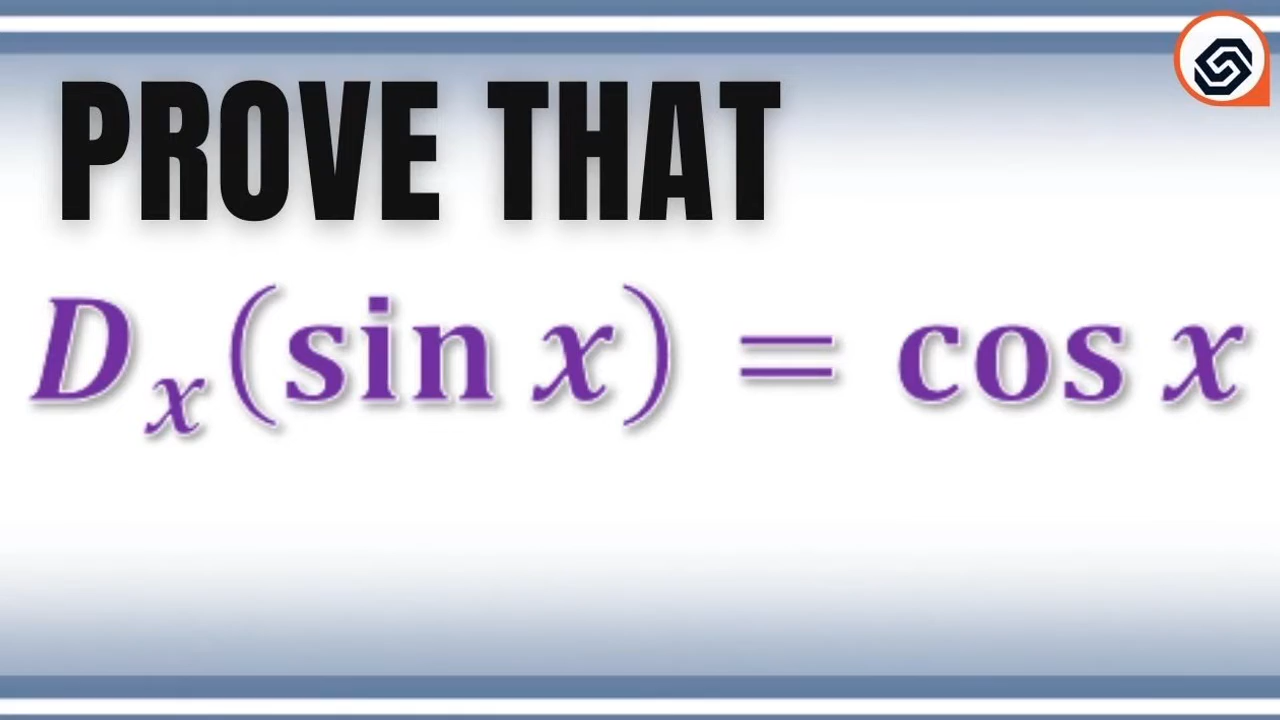 PROVE THAT
Dₓ(sin x) = cos x